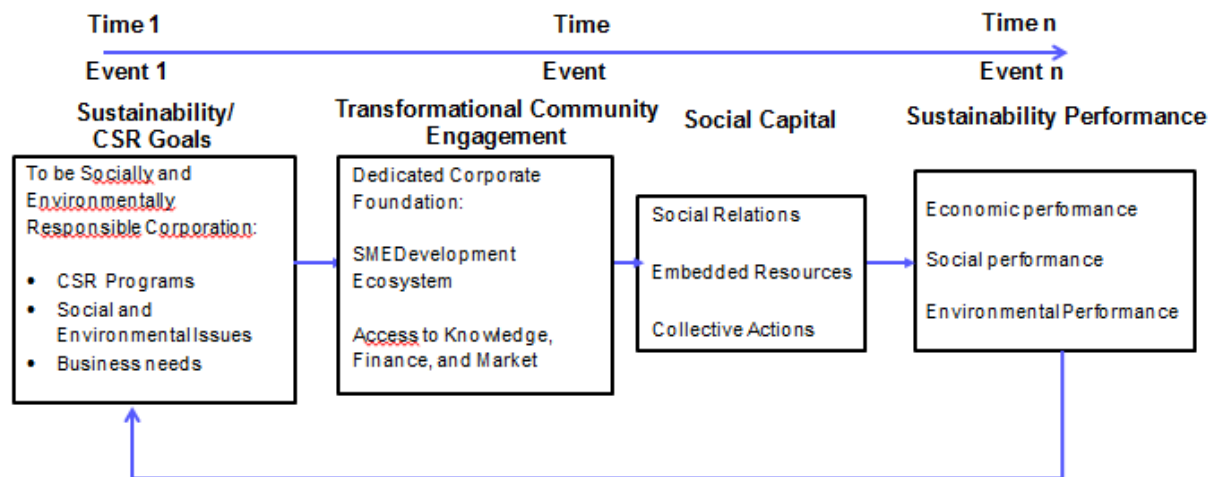 Time 1
Time
Time n
Event 1
Event
Event n
Sustainability/
CSR Goals
Transformational Community
Engagement
Social Capital
Sustainability Performance
To be Socially and
Environmentally
Responsible Corporation:
• CSR Programs
• Social and
Environmental Issues
• Business needs
Dedicated Corporate
Foundation:
SME Development
Ecosystem
Access to Knowledge,
Finance, and Market
Social Relations
Embedded Resources
Collective Actions
Economic performance
Social performance
Environmental Performance